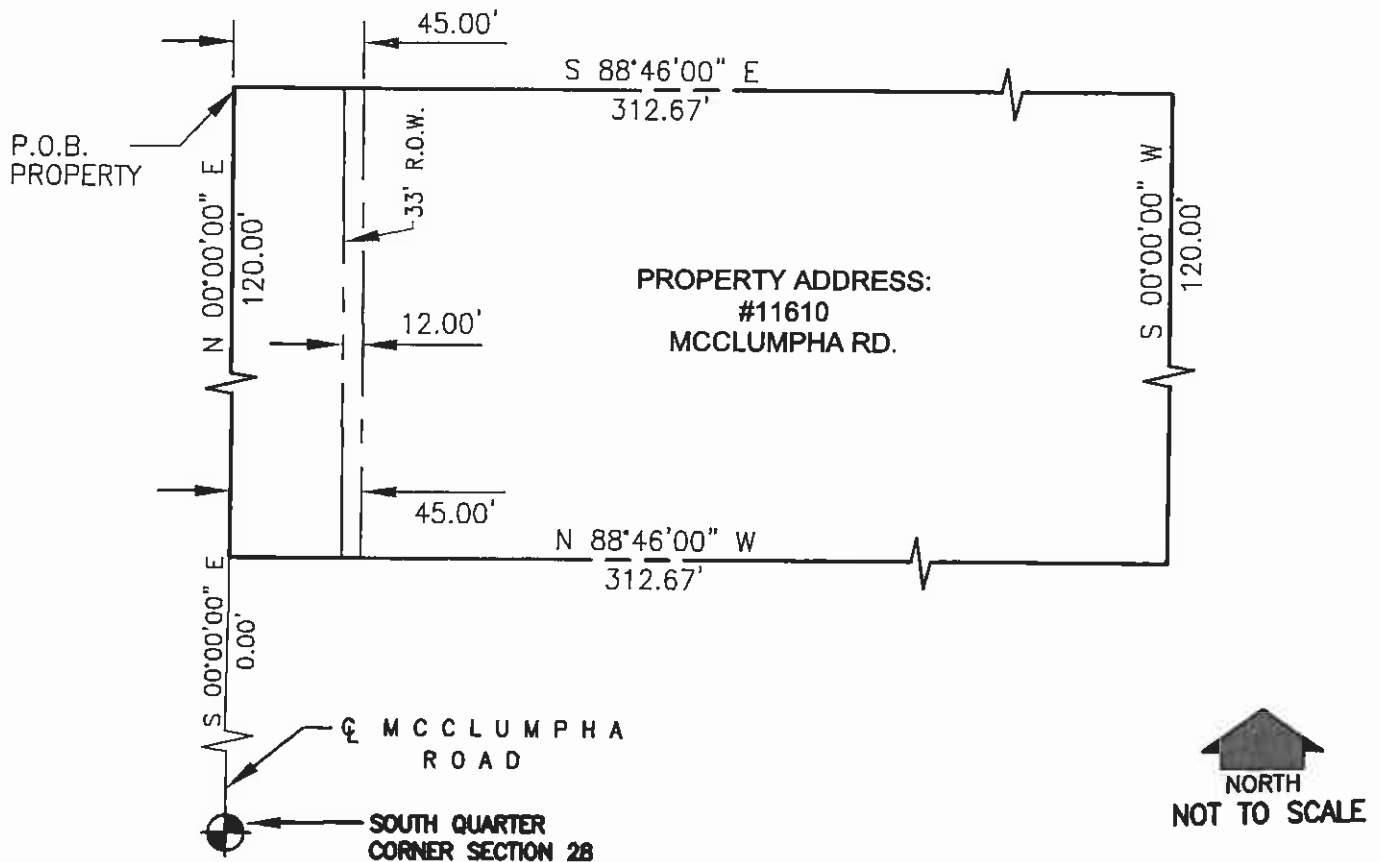 45.00'
S 88°46'00" E
312.67'
P.O.B.
PROPERTY
N 00°00'00" E
120.00'
33' R.O.W.
S 00°00'00" W
120.00'
PROPERTY ADDRESS:
#11610
MCCLUMPHA RD.
12.00'
45.00'
N 88°46'00" W
312.67'
S 00°00'00" E
0.00'
℄ MCCLUMPHA
ROAD
SOUTH QUARTER
CORNER SECTION 28
NORTH
NOT TO SCALE